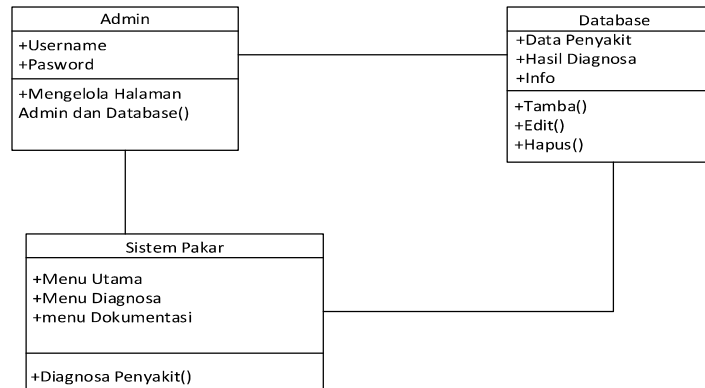 Admin
+Username
+Pasword
+Mengelola Halaman
Admin dan Database()
Database
+Data Penyakit
+Hasil Diagnosa
+Info
+Tamba()
+Edit()
+Hapus()
Sistem Pakar
+Menu Utama
+Menu Diagnosa
+menu Dokumentasi
+Diagnosa Penyakit()